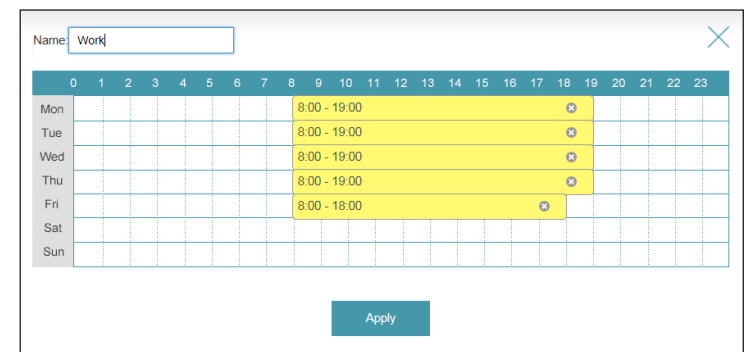 Name: Work
0 1 2 3 4 5 6 7 8 9 10 11 12 13 14 15 16 17 18 19 20 21 22 23
Mon 8:00 - 19:00
Tue 8:00 - 19:00
Wed 8:00 - 19:00
Thu 8:00 - 19:00
Fri 8:00 - 18:00
Sat
Sun
Apply